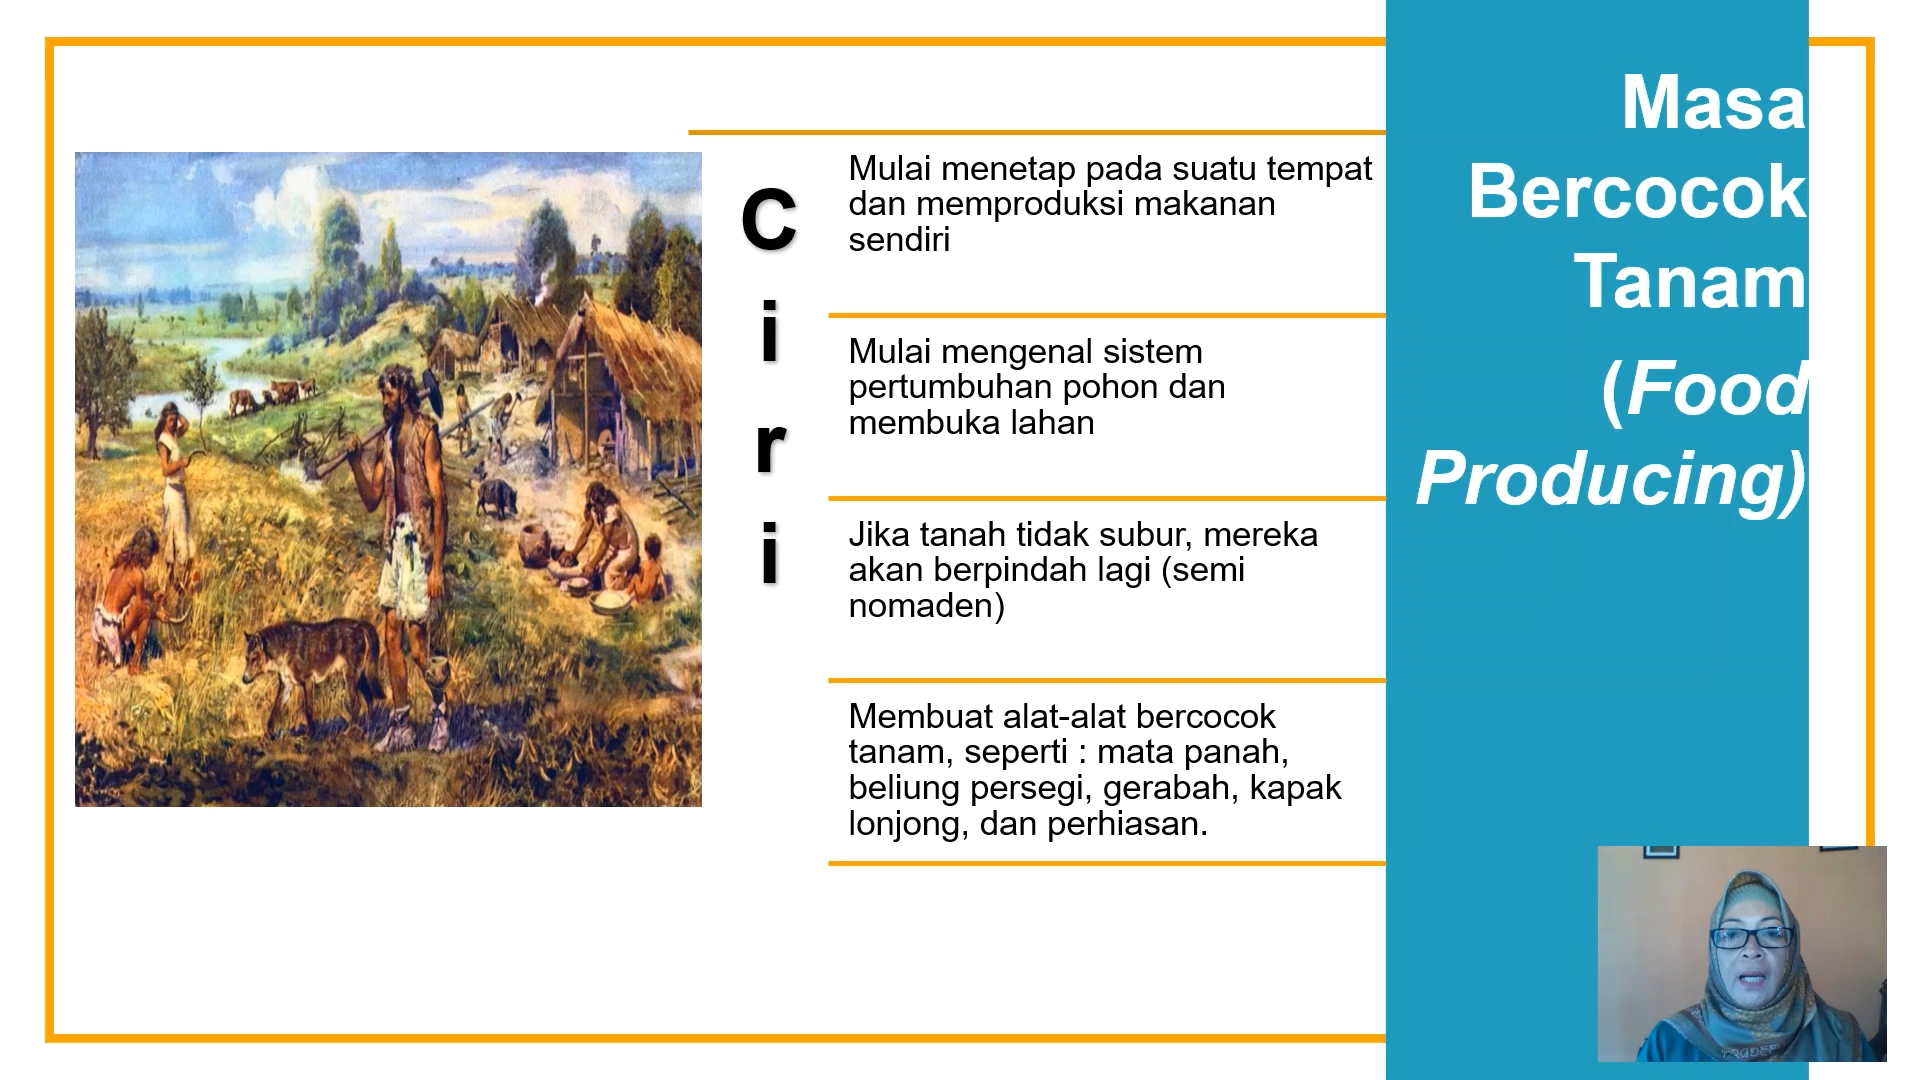 Masa
Bercocok
Tanam
(Food
Producing)
C
i
r
i
Mulai menetap pada suatu tempat
dan memproduksi makanan
sendiri
Mulai mengenal sistem
pertumbuhan pohon dan
membuka lahan
Jika tanah tidak subur, mereka
akan berpindah lagi (semi
nomaden)
Membuat alat-alat bercocok
tanam, seperti : mata panah,
beliung persegi, gerabah, kapak
lonjong, dan perhiasan.